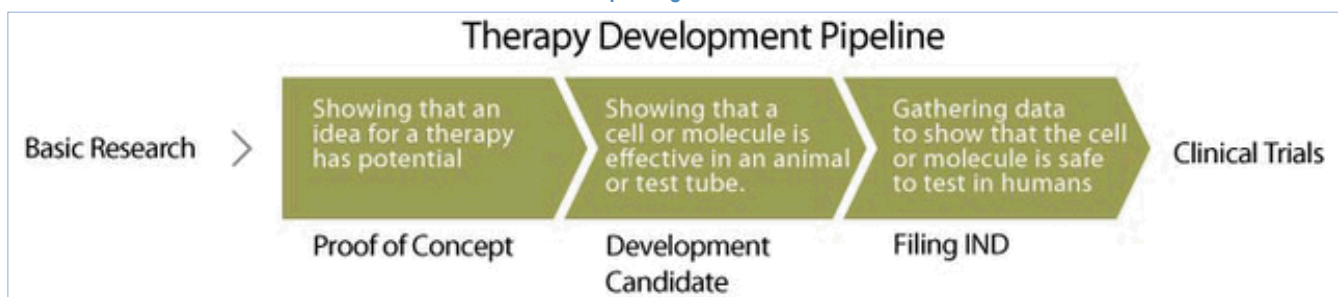 Therapy Development Pipeline
Basic Research
Showing that an
idea for a therapy
has potential
Proof of Concept
Showing that a
cell or molecule is
effective in an animal
or test tube.
Development
Candidate
Gathering data
to show that the cell
or molecule is safe
to test in humans
Filing IND
Clinical Trials